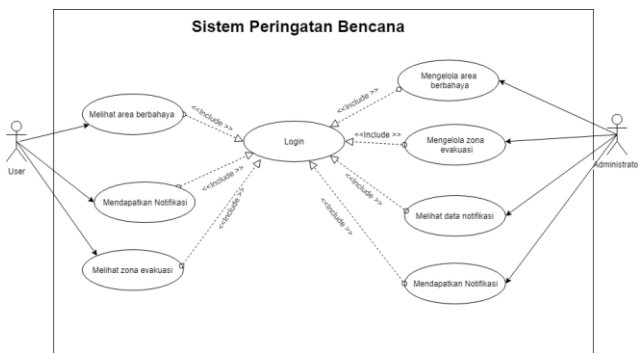 Sistem Peringatan Bencana
Melihat area berbahaya
Mendapatkan Notifikasi
Melihat zona evakuasi
User
<<Include >>
<<Include >>
<<Include >>
Login
<<Include >>
<<Include >>
<<Include >>
<<Include >>
Mengelola area
berbahaya
Mengelola zona
evakuasi
Melihat data notifikasi
Mendapatkan Notifikasi
Administrato